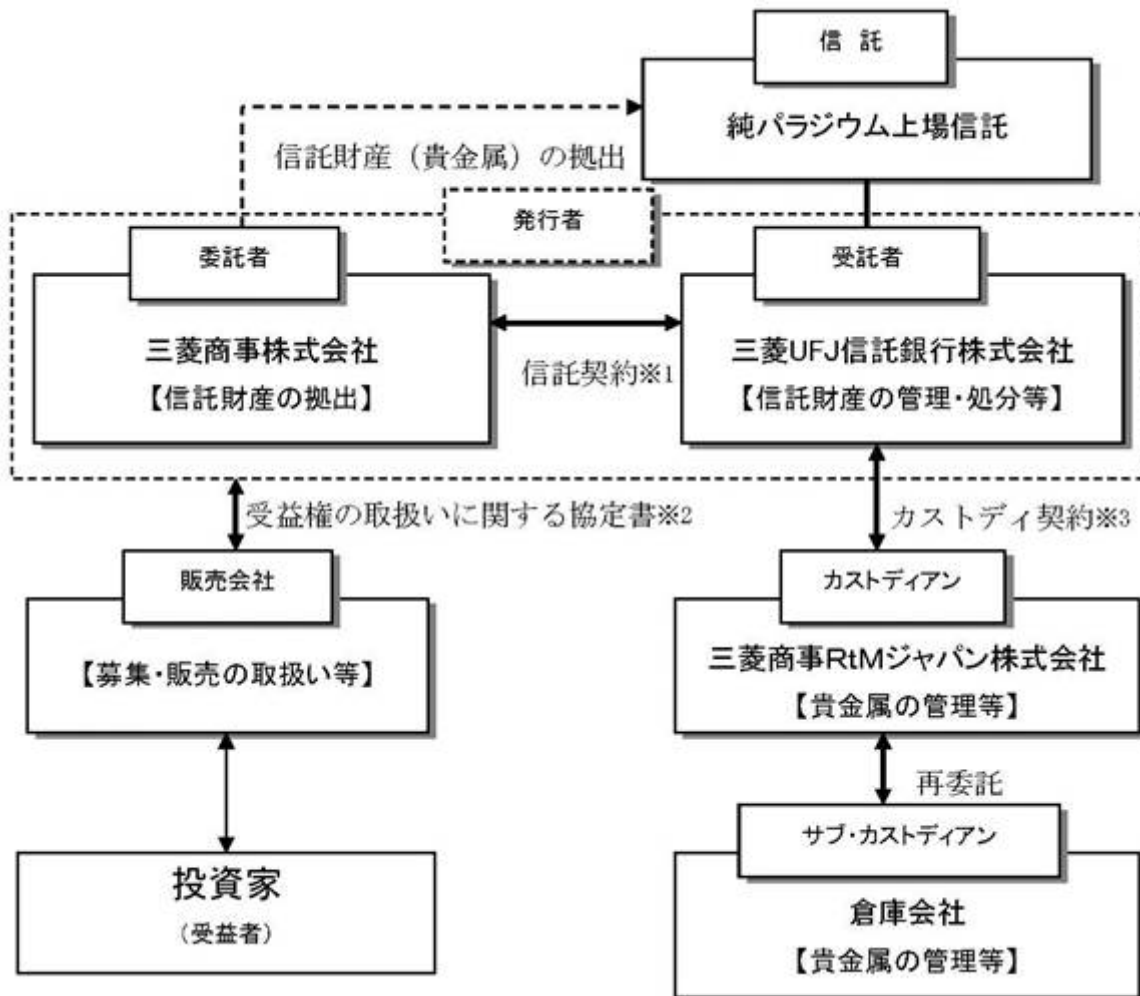 信 託
純パラジウム上場信託
信託財産（貴金属）の拠出
発行者
委託者
受託者
三菱商事株式会社
【信託財産の拠出】
信託契約※1
三菱UFJ信託銀行株式会社
【信託財産の管理･処分等】
受益権の取扱いに関する協定書※2
カストディ契約※3
販売会社
【募集･販売の取扱い等】
カストディアン
三菱商事RtMジャパン株式会社
【貴金属の管理等】
再委託
サブ・カストディアン
倉庫会社
【貴金属の管理等】
投資家
（受益者）